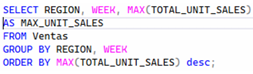 SELECT REGION, WEEK, MAX(TOTAL_UNIT_SALES)
AS MAX_UNIT_SALES
FROM Ventas
GROUP BY REGION, WEEK
ORDER BY MAX(TOTAL_UNIT_SALES) desc;